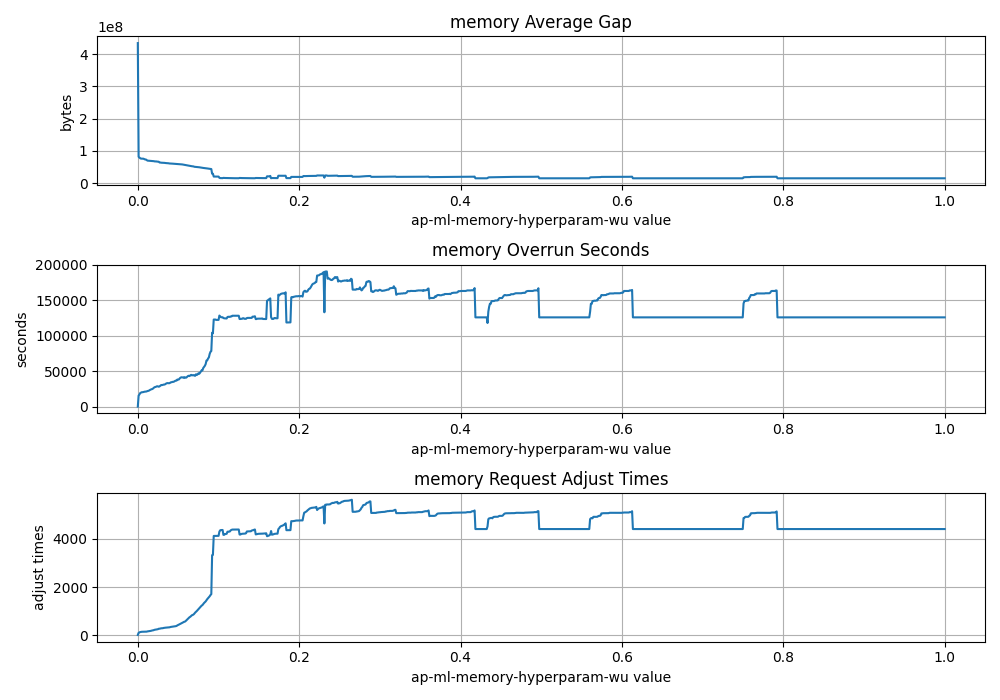 memory Average Gap
1e8
4
3
2
1
0
bytes
0.0 0.2 0.4 0.6 0.8 1.0
ap-ml-memory-hyperparam-wu value
memory Overrun Seconds
200000
150000
100000
50000
0
seconds
0.0 0.2 0.4 0.6 0.8 1.0
ap-ml-memory-hyperparam-wu value
memory Request Adjust Times
4000
2000
0
adjust times
0.0 0.2 0.4 0.6 0.8 1.0
ap-ml-memory-hyperparam-wu value